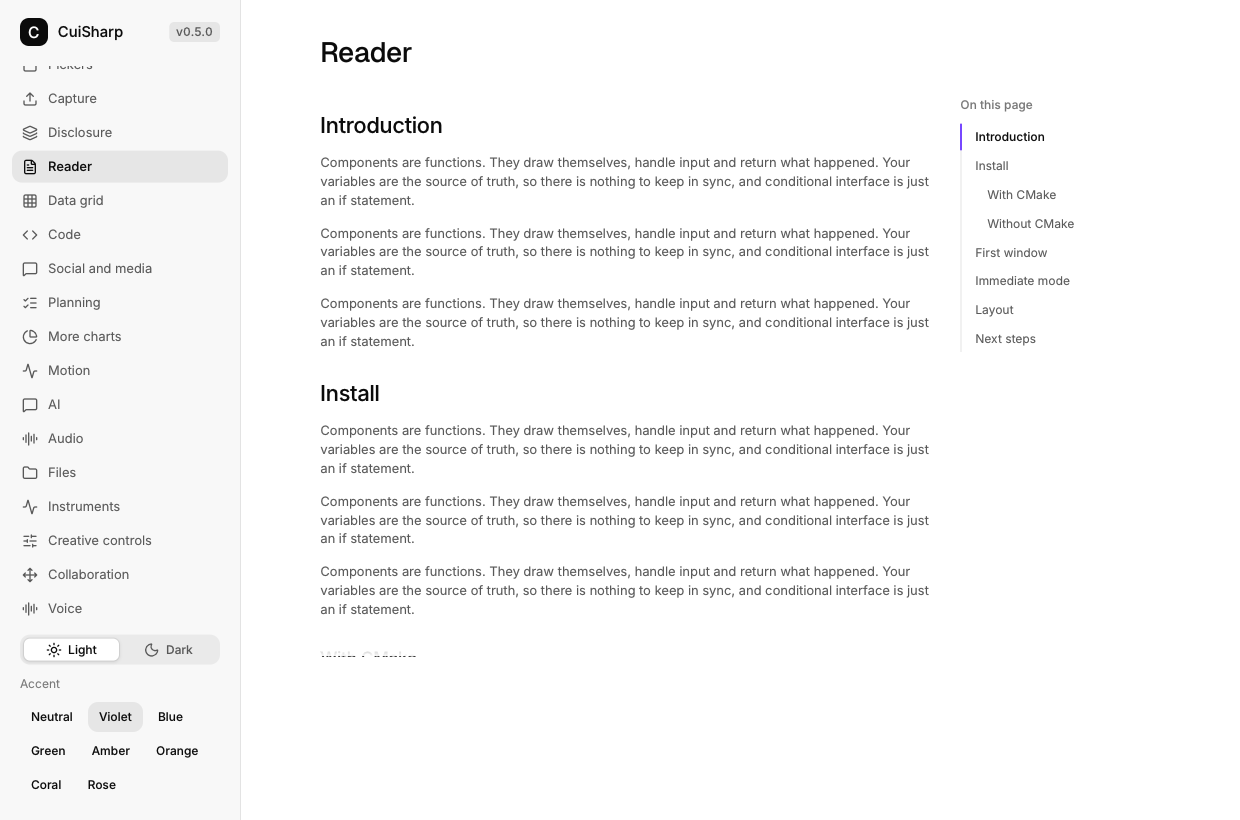 C CuiSharp v0.5.0
Pickers
Capture
Disclosure
Reader
Data grid
Code
Social and media
Planning
More charts
Motion
AI
Audio
Files
Instruments
Creative controls
Collaboration
Voice
Light Dark
Accent
Neutral Violet Blue
Green Amber Orange
Coral Rose
Reader
Introduction
Components are functions. They draw themselves, handle input and return what happened. Your
variables are the source of truth, so there is nothing to keep in sync, and conditional interface is just
an if statement.
Components are functions. They draw themselves, handle input and return what happened. Your
variables are the source of truth, so there is nothing to keep in sync, and conditional interface is just
an if statement.
Components are functions. They draw themselves, handle input and return what happened. Your
variables are the source of truth, so there is nothing to keep in sync, and conditional interface is just
an if statement.
Install
Components are functions. They draw themselves, handle input and return what happened. Your
variables are the source of truth, so there is nothing to keep in sync, and conditional interface is just
an if statement.
Components are functions. They draw themselves, handle input and return what happened. Your
variables are the source of truth, so there is nothing to keep in sync, and conditional interface is just
an if statement.
Components are functions. They draw themselves, handle input and return what happened. Your
variables are the source of truth, so there is nothing to keep in sync, and conditional interface is just
an if statement.
With CMake
On this page
Introduction
Install
With CMake
Without CMake
First window
Immediate mode
Layout
Next steps